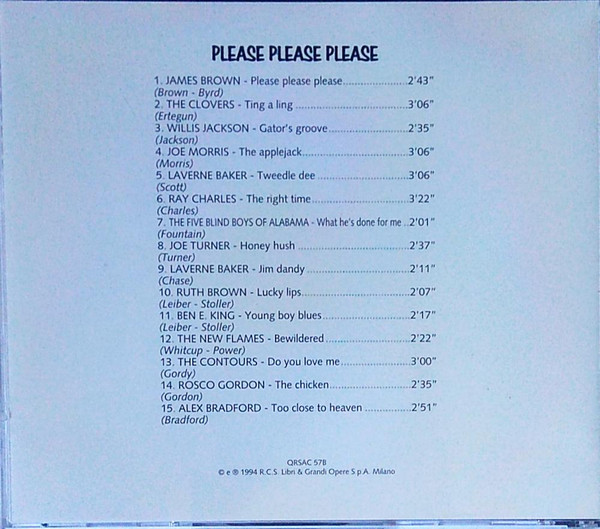 PLEASE PLEASE PLEASE
1. JAMES BROWN - Please please please......................2'43"
(Brown - Byrd)
2. THE CLOVERS - Ting a ling ......................................3'06"
(Ertegun)
3. WILLIS JACKSON - Gator's groove...........................2'35"
(Jackson)
4. JOE MORRIS - The applejack....................................3'06"
(Morris)
5. LAVERNE BAKER - Tweedle dee ..............................3'06"
(Scott)
6. RAY CHARLES - The right time.................................3'22"
(Charles)
7. THE FIVE BLIND BOYS OF ALABAMA - What he's done for me ..2'01"
(Fountain)
8. JOE TURNER - Honey hush .....................................2'37"
(Turner)
9. LAVERNE BAKER - Jim dandy ..................................2'11"
(Chase)
10. RUTH BROWN - Lucky lips....................................2'07"
(Leiber - Stoller)
11. BEN E. KING - Young boy blues.............................2'17"
(Leiber - Stoller)
12. THE NEW FLAMES - Bewildered ............................2'22"
(Whitcup - Power)
13. THE CONTOURS - Do you love me.......................3'00"
(Gordy)
14. ROSCO GORDON - The chicken...........................2'35"
(Gordon)
15. ALEX BRADFORD - Too close to heaven ................2'51"
(Bradford)
QRSAC 57B
© e ℗ 1994 R.C.S. Libri & Grandi Opere S.p.A. Milano